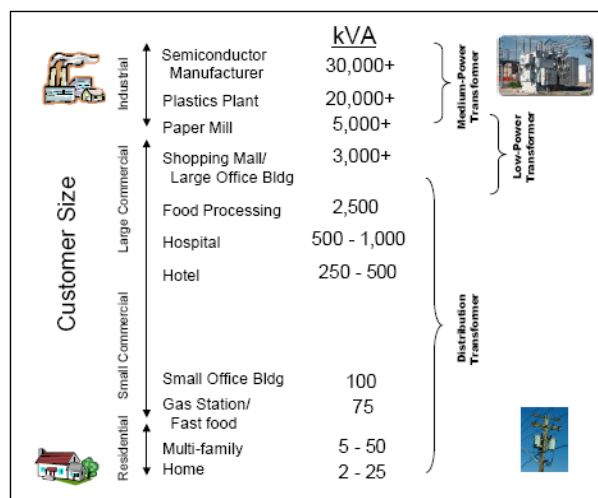 kVA
Semiconductor
Manufacturer
30,000+
Plastics Plant
20,000+
Paper Mill
5,000+
Shopping Mall/
Large Office Bldg
3,000+
Food Processing
2,500
Hospital
500 - 1,000
Hotel
250 - 500
Small Office Bldg
100
Gas Station/
Fast food
75
Multi-family
5 - 50
Home
2 - 25
Customer Size
Industrial
Large Commercial
Small Commercial
Residential
Medium-Power
Transformer
Low-Power
Transformer
Distribution
Transformer